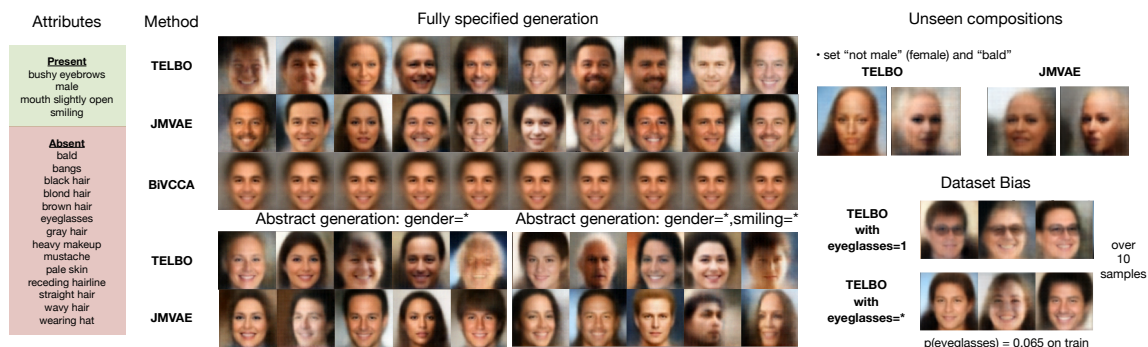 Attributes
Method
Fully specified generation
Unseen compositions
Present
bushy eyebrows
male
mouth slightly open
smiling
Absent
bald
bangs
black hair
blond hair
brown hair
eyeglasses
gray hair
heavy makeup
mustache
pale skin
receding hairline
straight hair
wavy hair
wearing hat
TELBO
JMVAE
BiVCCA
Abstract generation: gender=*
Abstract generation: gender=*,smiling=*
TELBO
JMVAE
• set “not male” (female) and “bald”
TELBO
JMVAE
Dataset Bias
TELBO
with
eyeglasses=1
TELBO
with
eyeglasses=*
over
10
samples
p(eyeglasses) = 0.065 on train